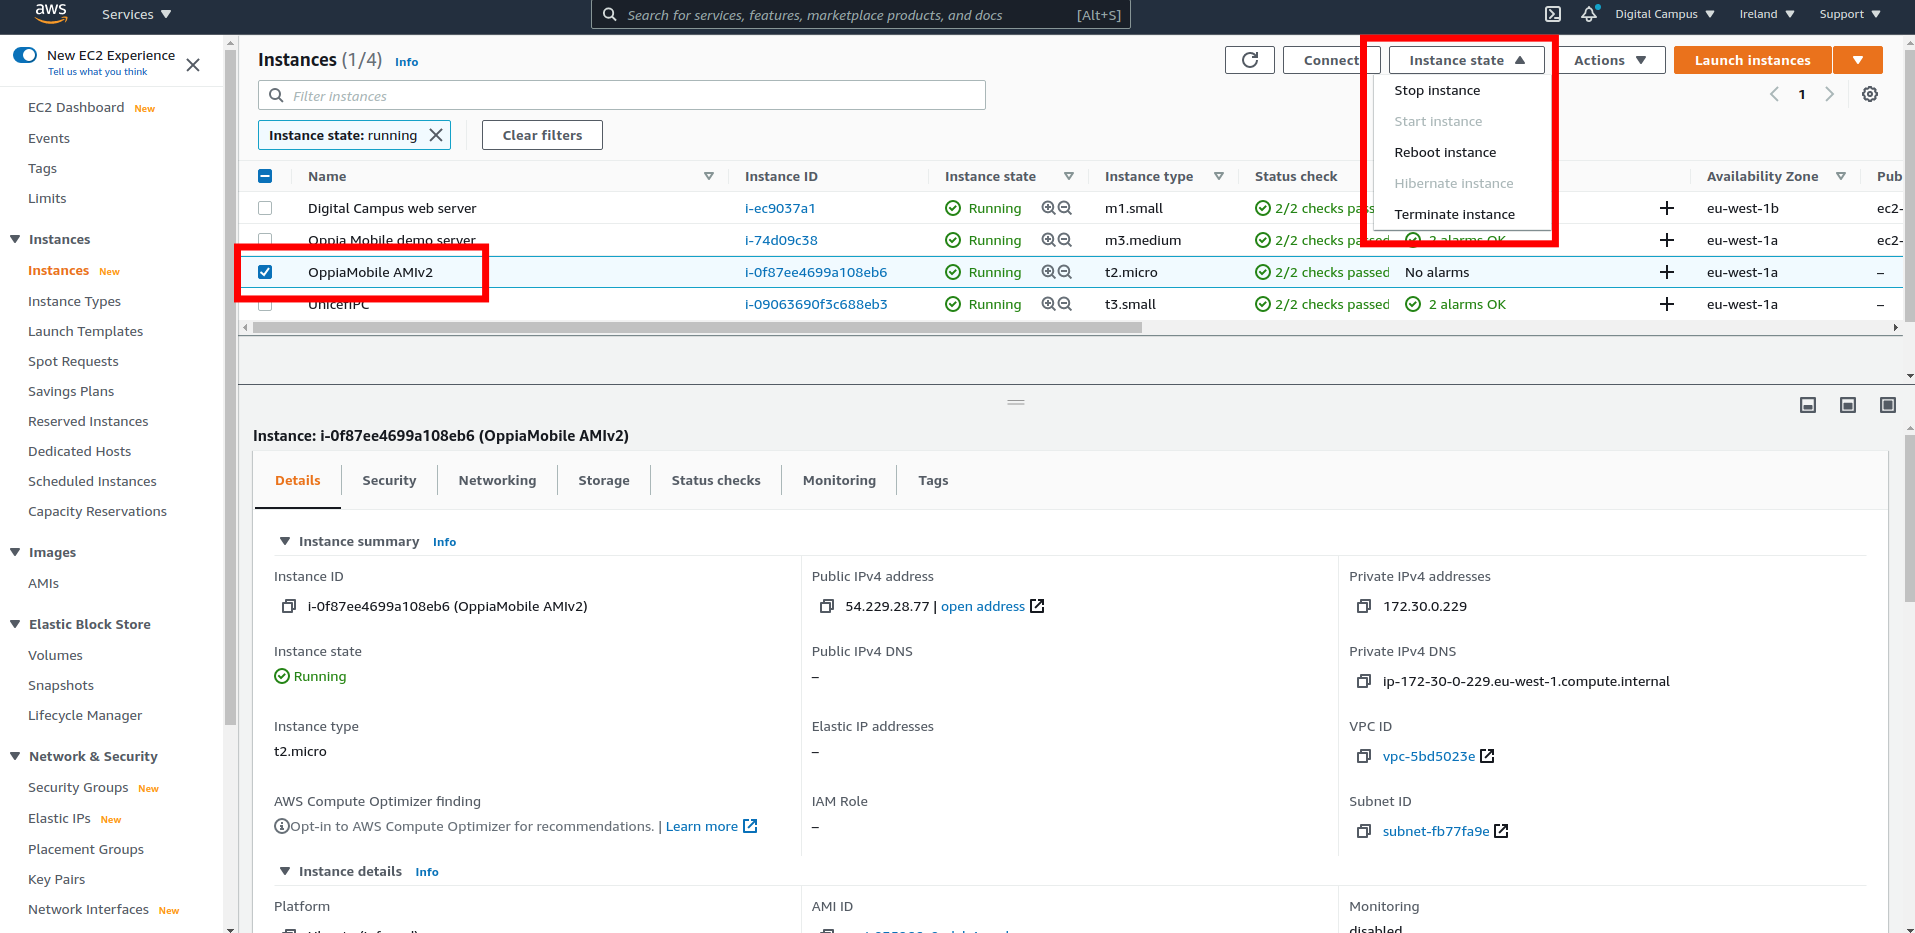 aws
Services
Search for services, features, marketplace products, and docs
[Alt+S]
Digital Campus
Ireland
Support
New EC2 Experience
Tell us what you think
EC2 Dashboard New
Events
Tags
Limits
Instances
Instances New
Instance Types
Launch Templates
Spot Requests
Savings Plans
Reserved Instances
Dedicated Hosts
Scheduled Instances
Capacity Reservations
Images
AMIs
Elastic Block Store
Volumes
Snapshots
Lifecycle Manager
Network & Security
Security Groups New
Elastic IPs New
Placement Groups
Key Pairs
Network Interfaces New
Instances (1/4) Info
Connect
Instance state
Actions
Launch instances
Filter instances
1
Stop instance
Start instance
Reboot instance
Hibernate instance
Terminate instance
Instance state: running
Clear filters
Name Instance ID Instance state Instance type Status check Availability Zone Pub
Digital Campus web server i-ec9037a1 Running m1.small 2/2 checks pass eu-west-1b ec2-
Oppia Mobile demo server i-74d09c38 Running m3.medium 2/2 checks passed 2 alarms OK eu-west-1a ec2-
OppiaMobile AMIv2 i-0f87ee4699a108eb6 Running t2.micro 2/2 checks passed No alarms eu-west-1a –
UnicefIPC i-09063690f3c688eb3 Running t3.small 2/2 checks passed 2 alarms OK eu-west-1a –
Instance: i-0f87ee4699a108eb6 (OppiaMobile AMIv2)
Details Security Networking Storage Status checks Monitoring Tags
Instance summary Info
Instance ID
i-0f87ee4699a108eb6 (OppiaMobile AMIv2)
Public IPv4 address
54.229.28.77 | open address
Private IPv4 addresses
172.30.0.229
Instance state
Running
Public IPv4 DNS
–
Private IPv4 DNS
ip-172-30-0-229.eu-west-1.compute.internal
Instance type
t2.micro
Elastic IP addresses
–
VPC ID
vpc-5bd5023e
AWS Compute Optimizer finding
Opt-in to AWS Compute Optimizer for recommendations. | Learn more
IAM Role
–
Subnet ID
subnet-fb77fa9e
Instance details Info
Platform
AMI ID
Monitoring
disabled